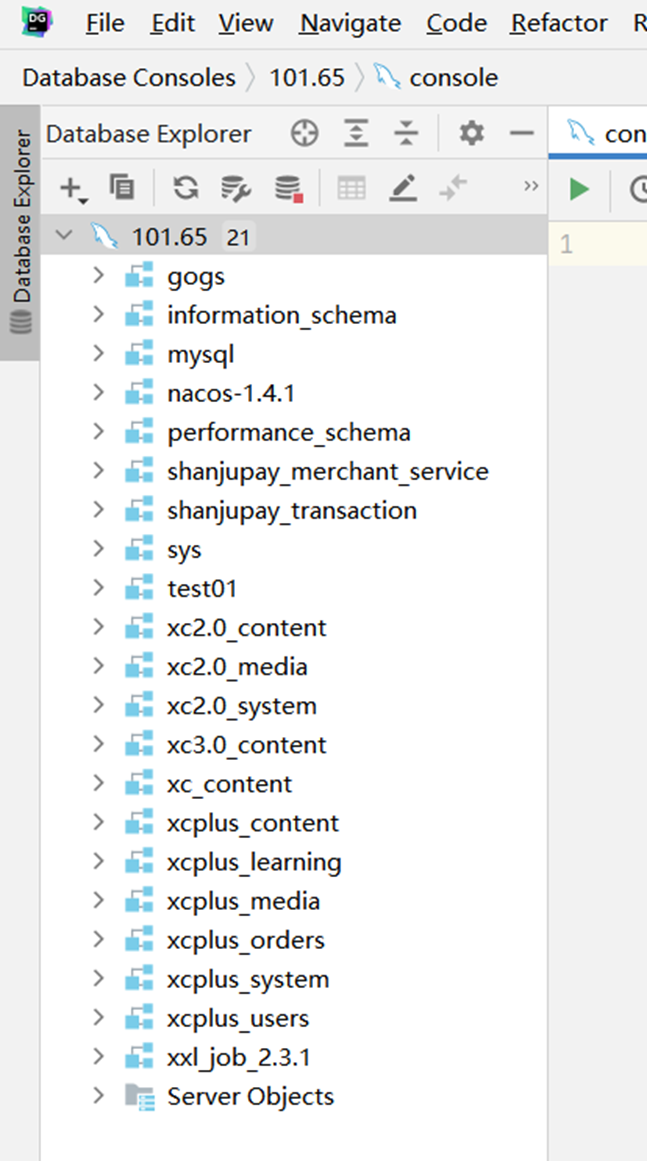 DG
File Edit View Navigate Code Refactor R
Database Consoles 101.65 console
Database Explorer
Database Explorer
con
1
101.65 21
gogs
information_schema
mysql
nacos-1.4.1
performance_schema
shanjupay_merchant_service
shanjupay_transaction
sys
test01
xc2.0_content
xc2.0_media
xc2.0_system
xc3.0_content
xc_content
xcplus_content
xcplus_learning
xcplus_media
xcplus_orders
xcplus_system
xcplus_users
xxl_job_2.3.1
Server Objects